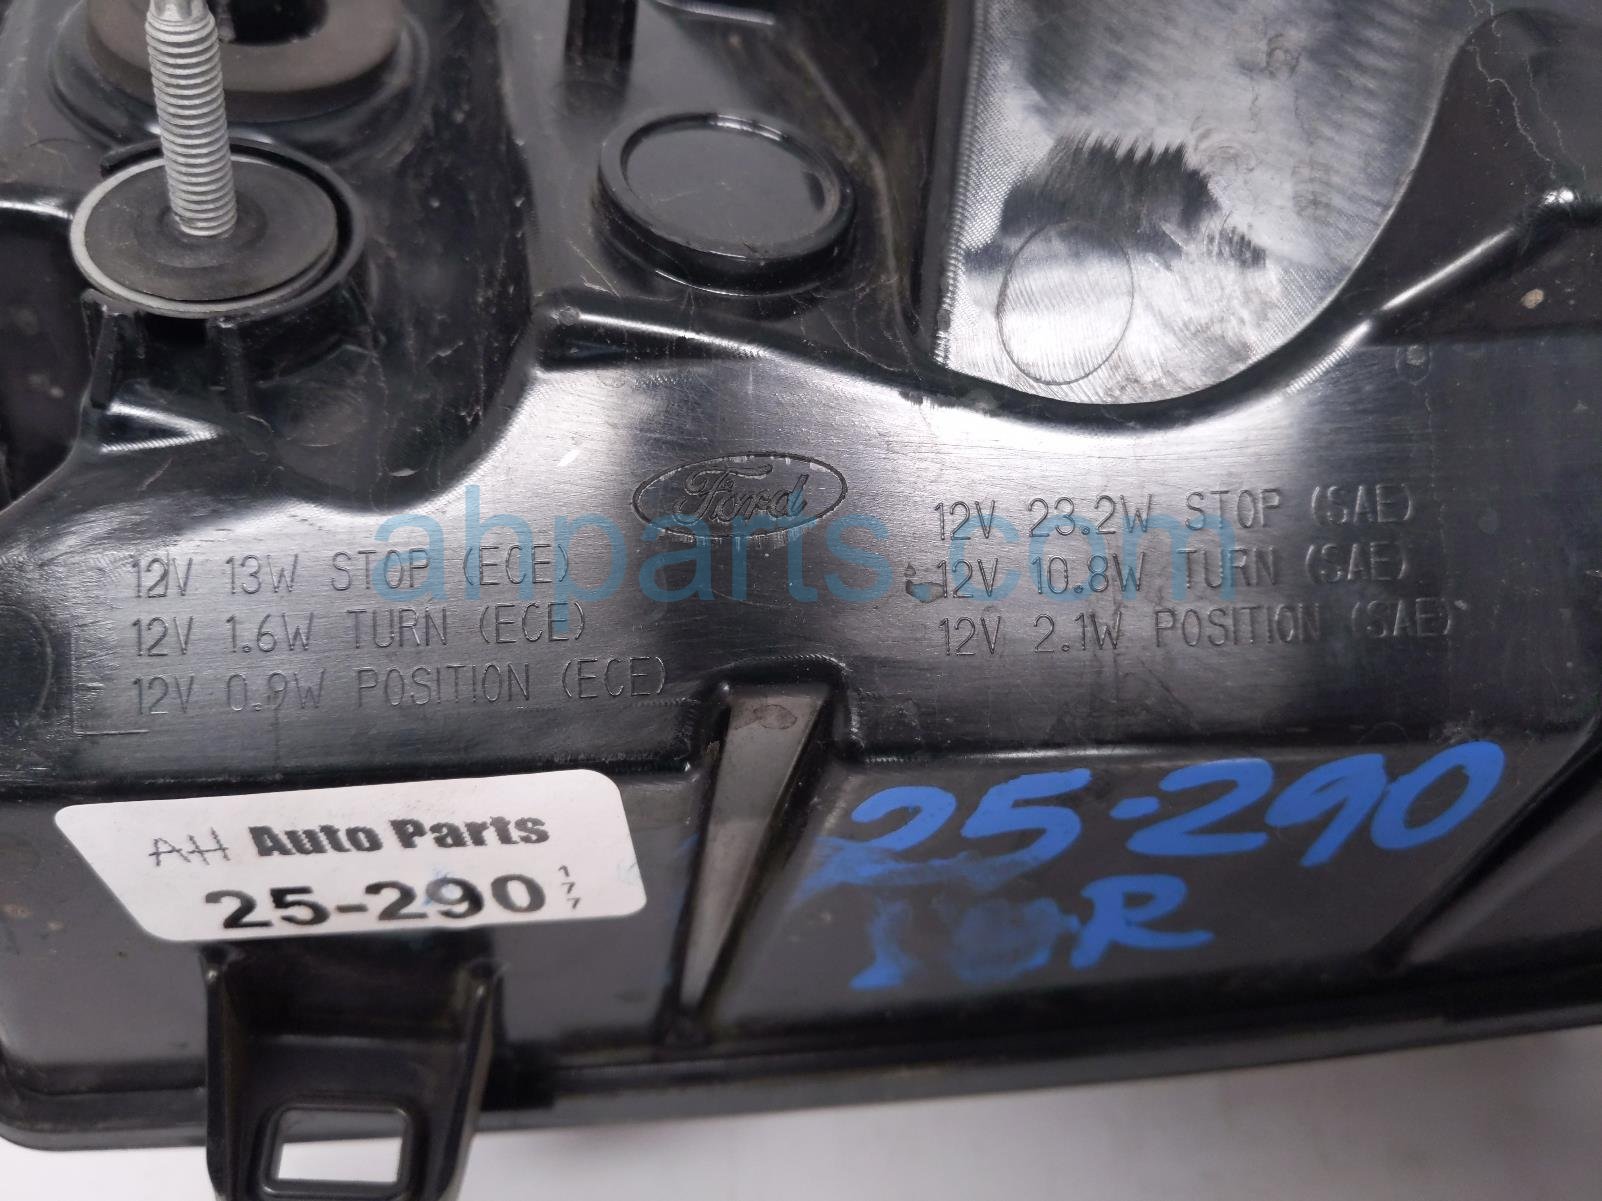 Ford
12V 13W STOP (ECE)
12V 1.6W TURN (ECE)
12V 0.9W POSITION (ECE)
12V 23.2W STOP (SAE)
12V 10.8W TURN (SAE)
12V 2.1W POSITION (SAE)
ahparts.com
AH Auto Parts
25-290
177
25-290
R